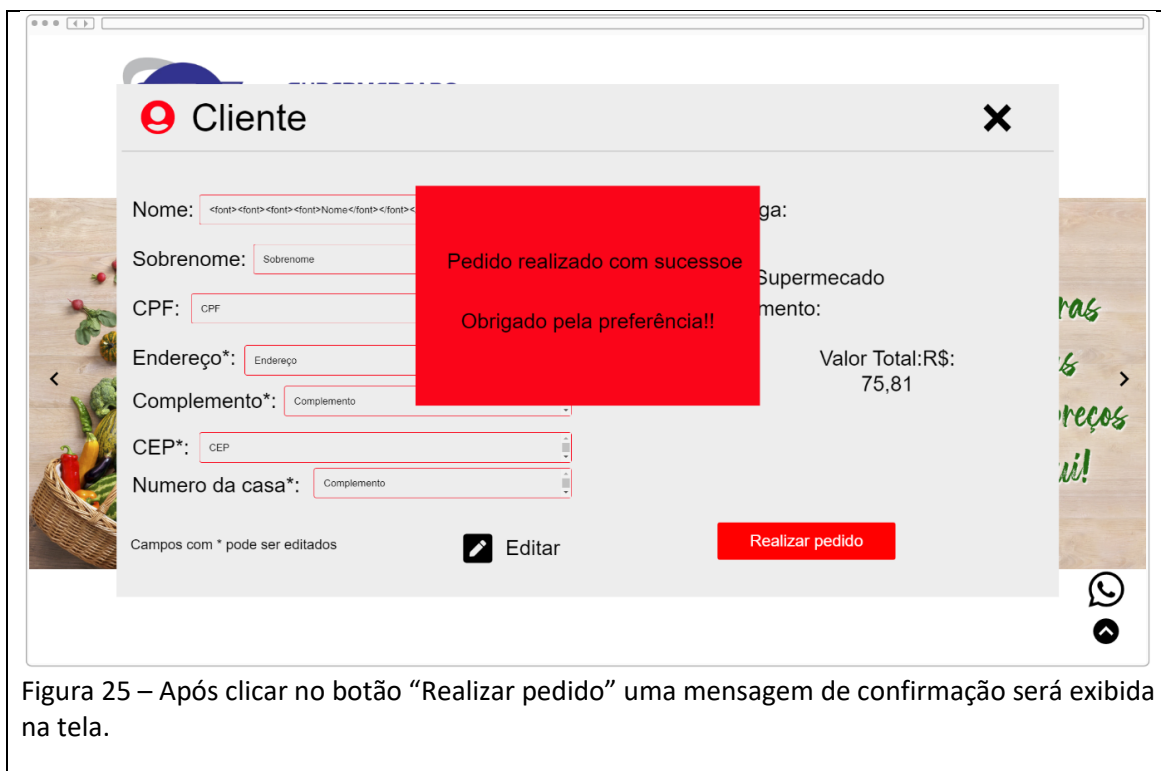 Cliente
Nome: <font><font><font><font>Nome</font></font><
Sobrenome: Sobrenome
CPF: CPF
Endereço*: Endereço
Complemento*: Complemento
CEP*: CEP
Numero da casa*: Complemento
Campos com * pode ser editados
Editar
Pedido realizado com sucessoe
Obrigado pela preferência!!
ga:
Supermecado
mento:
Valor Total:R$:
75,81
Realizar pedido
ras
reços
ui!
Figura 25 – Após clicar no botão “Realizar pedido” uma mensagem de confirmação será exibida
na tela.